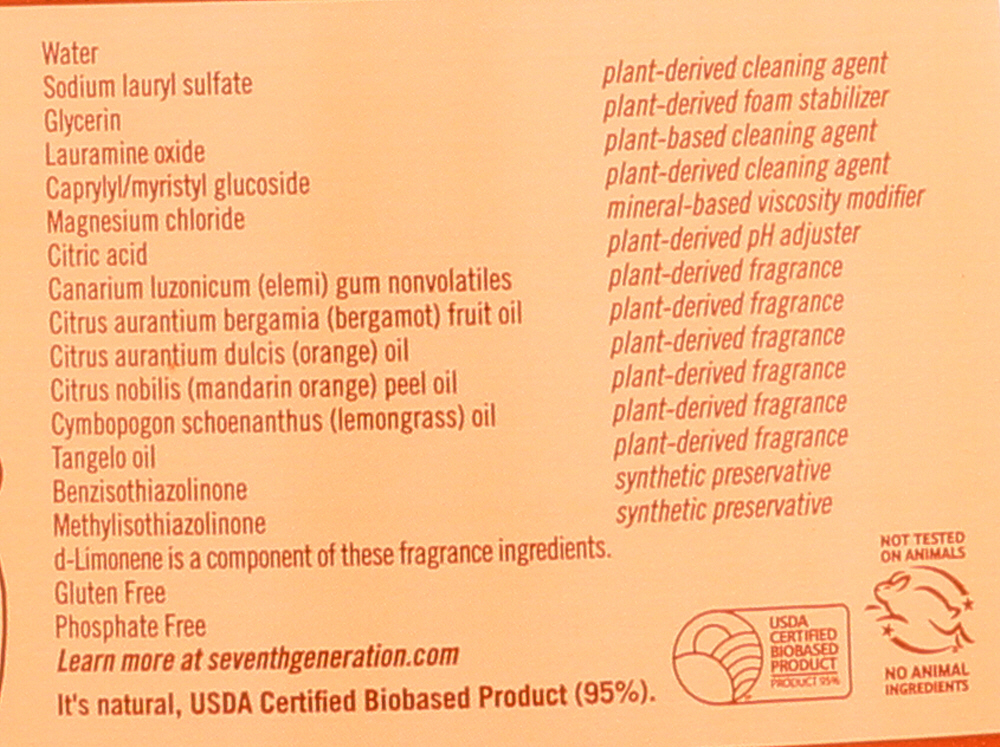 Water
Sodium lauryl sulfate plant-derived cleaning agent
Glycerin plant-derived foam stabilizer
Lauramine oxide plant-based cleaning agent
Caprylyl/myristyl glucoside plant-derived cleaning agent
Magnesium chloride mineral-based viscosity modifier
Citric acid plant-derived pH adjuster
Canarium luzonicum (elemi) gum nonvolatiles plant-derived fragrance
Citrus aurantium bergamia (bergamot) fruit oil plant-derived fragrance
Citrus aurantium dulcis (orange) oil plant-derived fragrance
Citrus nobilis (mandarin orange) peel oil plant-derived fragrance
Cymbopogon schoenanthus (lemongrass) oil plant-derived fragrance
Tangelo oil plant-derived fragrance
Benzisothiazolinone synthetic preservative
Methylisothiazolinone synthetic preservative
d-Limonene is a component of these fragrance ingredients.
Gluten Free
Phosphate Free
Learn more at seventhgeneration.com
It's natural, USDA Certified Biobased Product (95%).
USDA
CERTIFIED
BIOBASED
PRODUCT
PRODUCT 95%
NOT TESTED
ON ANIMALS
NO ANIMAL
INGREDIENTS